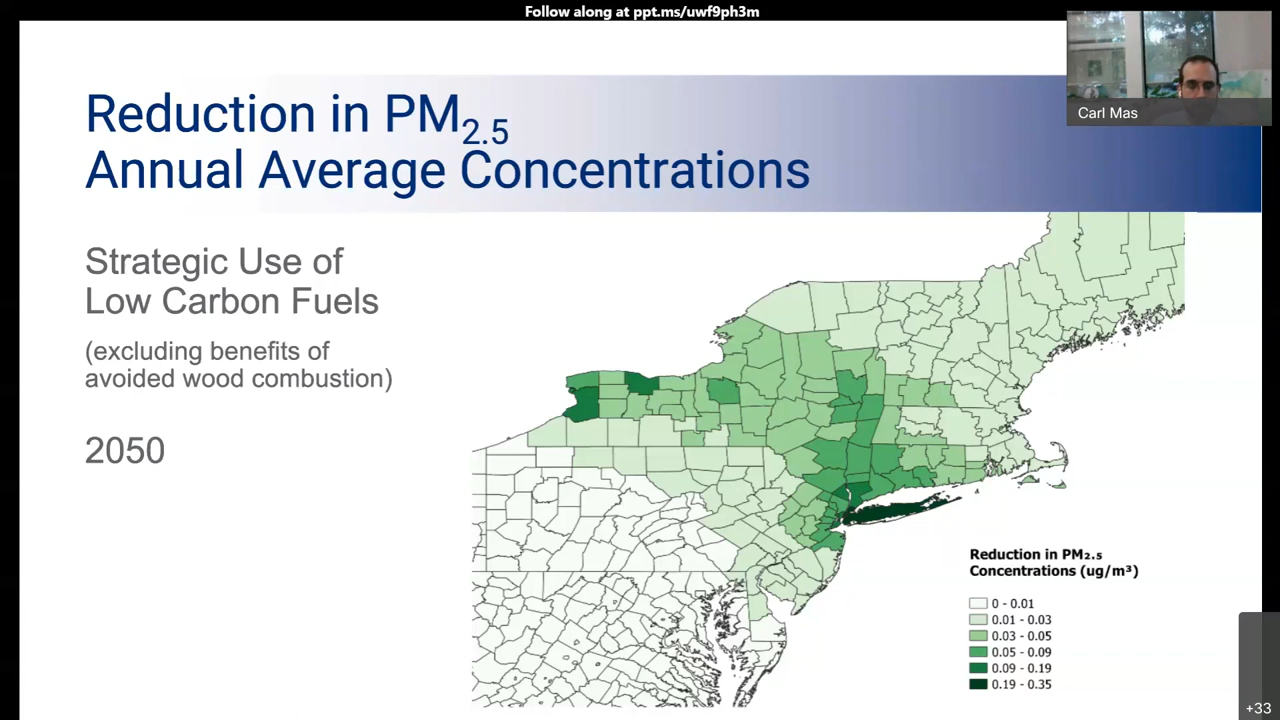 Follow along at ppt.ms/uwf9ph3m
Carl Mas
Reduction in PM2.5
Annual Average Concentrations
Strategic Use of
Low Carbon Fuels
(excluding benefits of
avoided wood combustion)
2050
Reduction in PM₂.₅
Concentrations (ug/m³)
0 - 0.01
0.01 - 0.03
0.03 - 0.05
0.05 - 0.09
0.09 - 0.19
0.19 - 0.35
+33